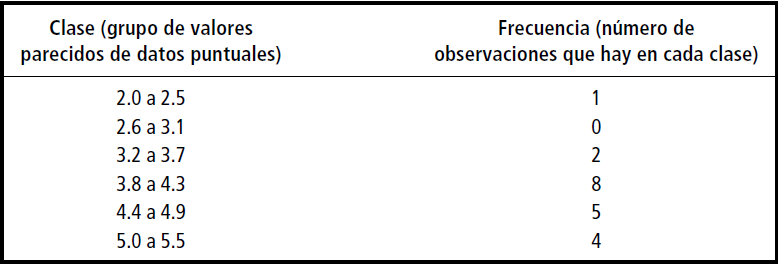 Clase (grupo de valores parecidos de datos puntuales) Frecuencia (número de observaciones que hay en cada clase)
2.0 a 2.5 1
2.6 a 3.1 0
3.2 a 3.7 2
3.8 a 4.3 8
4.4 a 4.9 5
5.0 a 5.5 4